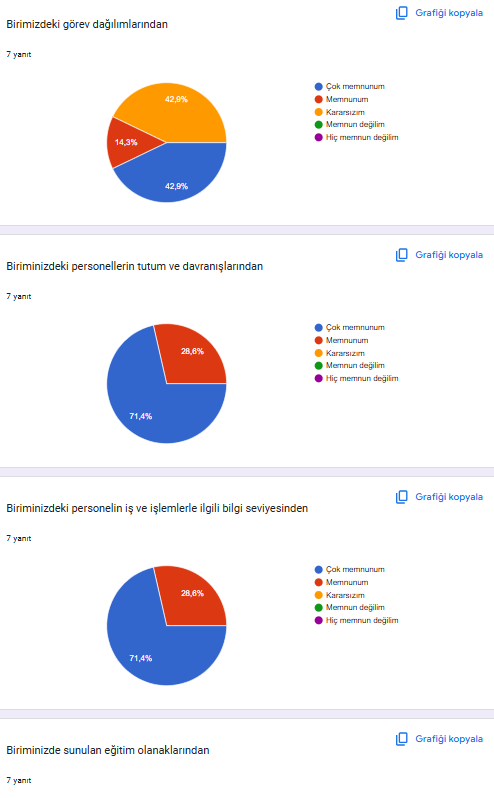 Grafiği kopyala
Birimizdeki görev dağılımlarından
7 yanıt
42,9%
14,3%
42,9%
Çok memnunum
Memnunum
Kararsızım
Memnun değilim
Hiç memnun değilim
Grafiği kopyala
Biriminizdeki personellerin tutum ve davranışlarından
7 yanıt
28,6%
71,4%
Çok memnunum
Memnunum
Kararsızım
Memnun değilim
Hiç memnun değilim
Grafiği kopyala
Biriminizdeki personelin iş ve işlemlerle ilgili bilgi seviyesinden
7 yanıt
28,6%
71,4%
Çok memnunum
Memnunum
Kararsızım
Memnun değilim
Hiç memnun değilim
Grafiği kopyala
Biriminizde sunulan eğitim olanaklarından
7 yanıt